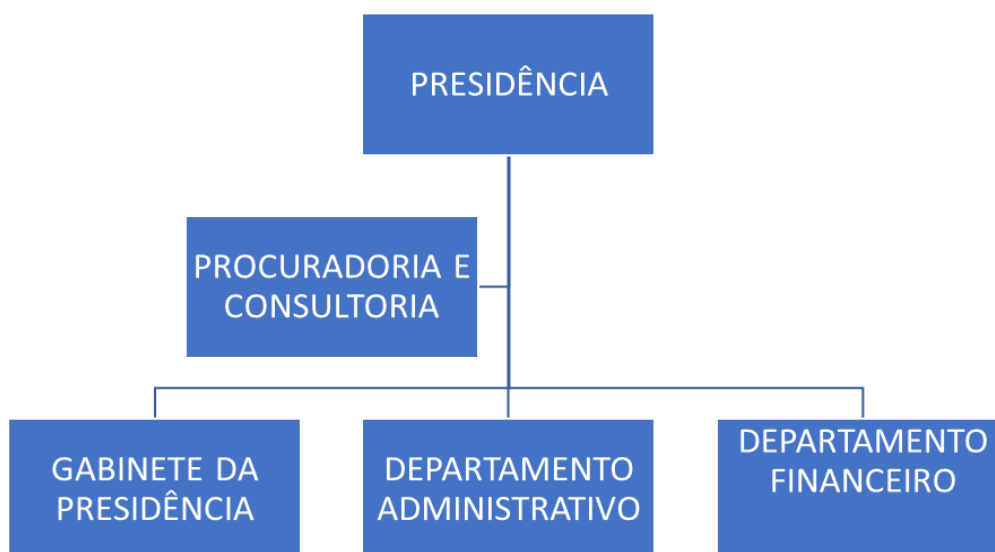 PRESIDÊNCIA
PROCURADORIA E
CONSULTORIA
GABINETE DA
PRESIDÊNCIA
DEPARTAMENTO
ADMINISTRATIVO
DEPARTAMENTO
FINANCEIRO